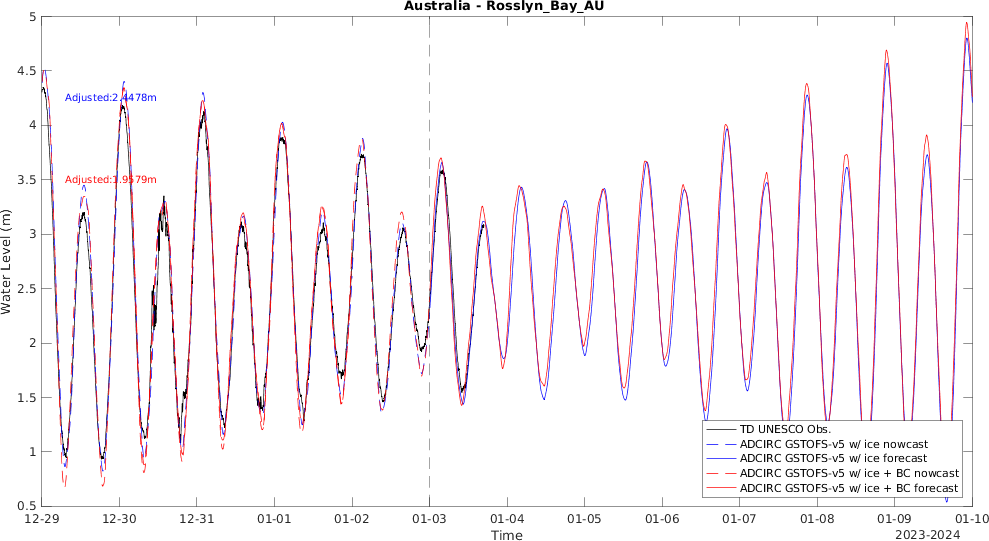 Australia - Rosslyn_Bay_AU
5
4.5
4
3.5
3
2.5
2
1.5
1
0.5
Water Level (m)
Adjusted:2.4478m
Adjusted:1.9579m
TD UNESCO Obs.
ADCIRC GSTOFS-v5 w/ ice nowcast
ADCIRC GSTOFS-v5 w/ ice forecast
ADCIRC GSTOFS-v5 w/ ice + BC nowcast
ADCIRC GSTOFS-v5 w/ ice + BC forecast
12-29 12-30 12-31 01-01 01-02 01-03 01-04 01-05 01-06 01-07 01-08 01-09 01-10
Time
2023-2024